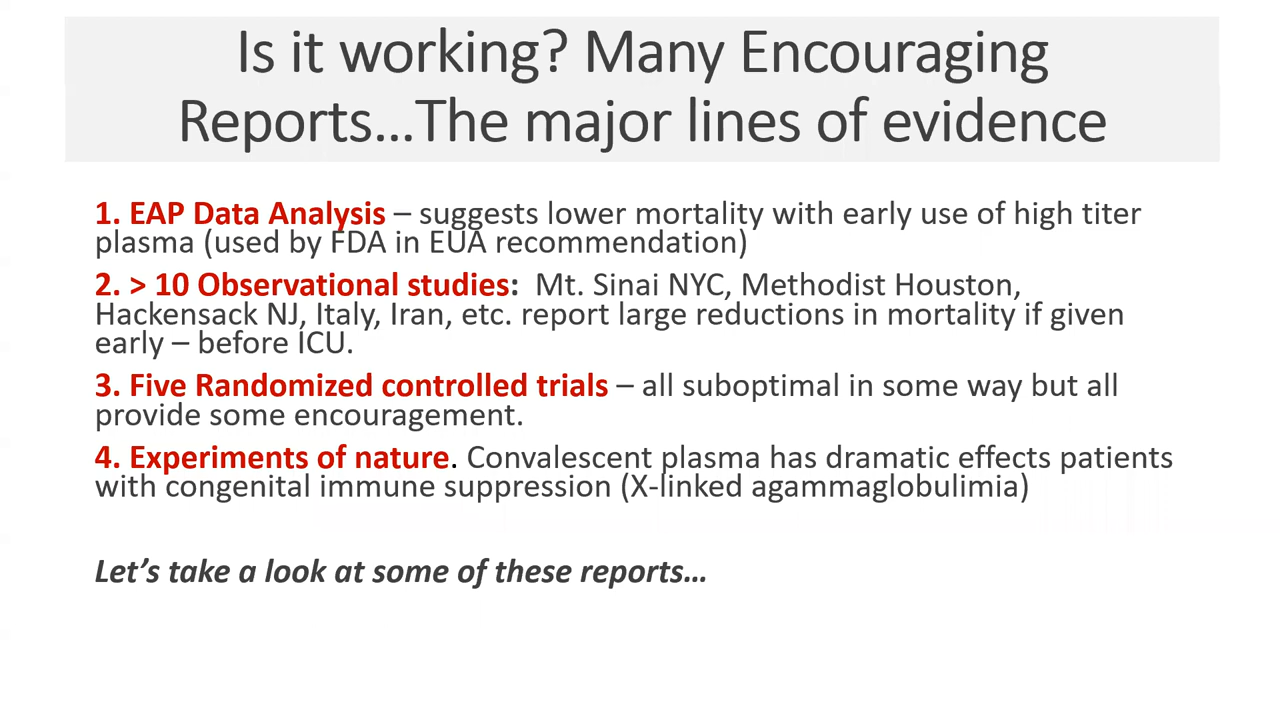 Is it working? Many Encouraging
Reports...The major lines of evidence
1. EAP Data Analysis – suggests lower mortality with early use of high titer
plasma (used by FDA in EUA recommendation)
2. > 10 Observational studies:  Mt. Sinai NYC, Methodist Houston,
Hackensack NJ, Italy, Iran, etc. report large reductions in mortality if given
early – before ICU.
3. Five Randomized controlled trials – all suboptimal in some way but all
provide some encouragement.
4. Experiments of nature. Convalescent plasma has dramatic effects patients
with congenital immune suppression (X-linked agammaglobulimia)
Let’s take a look at some of these reports…